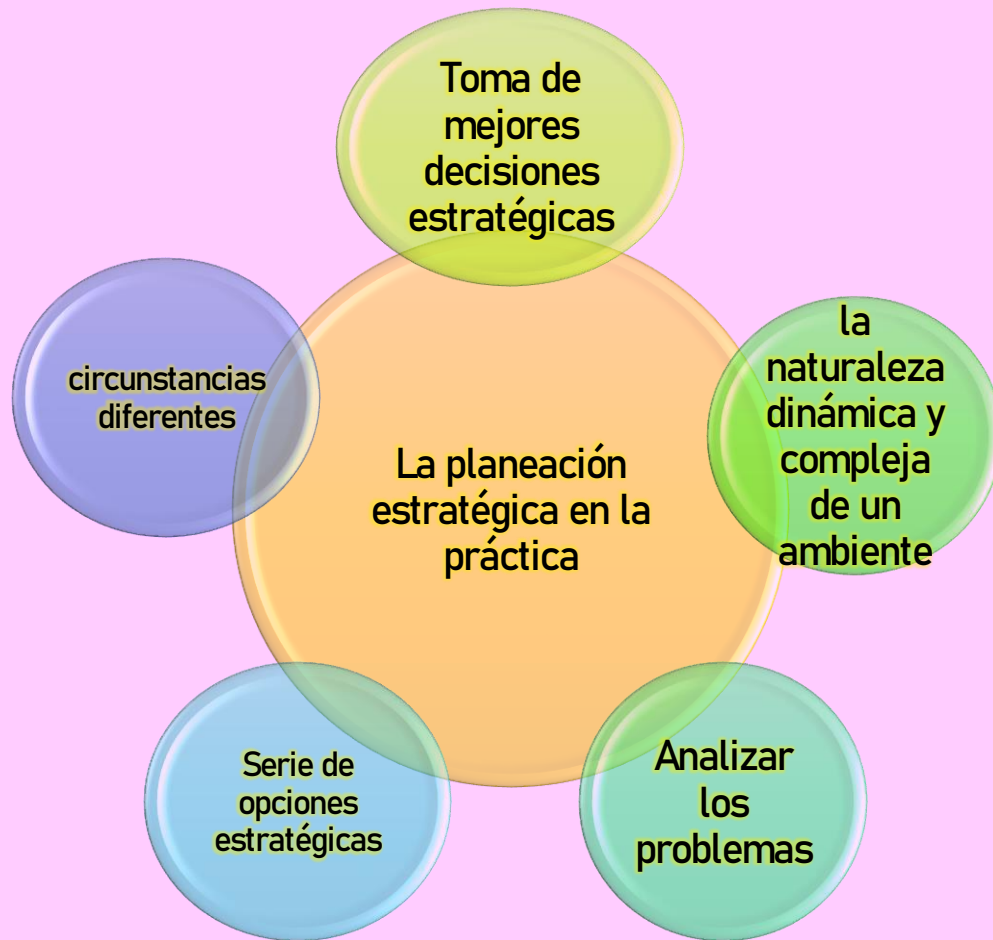 Toma de
mejores
decisiones
estratégicas
la
naturaleza
dinámica y
compleja
de un
ambiente
Analizar
los
problemas
Serie de
opciones
estratégicas
circunstancias
diferentes
La planeación
estratégica en la
práctica